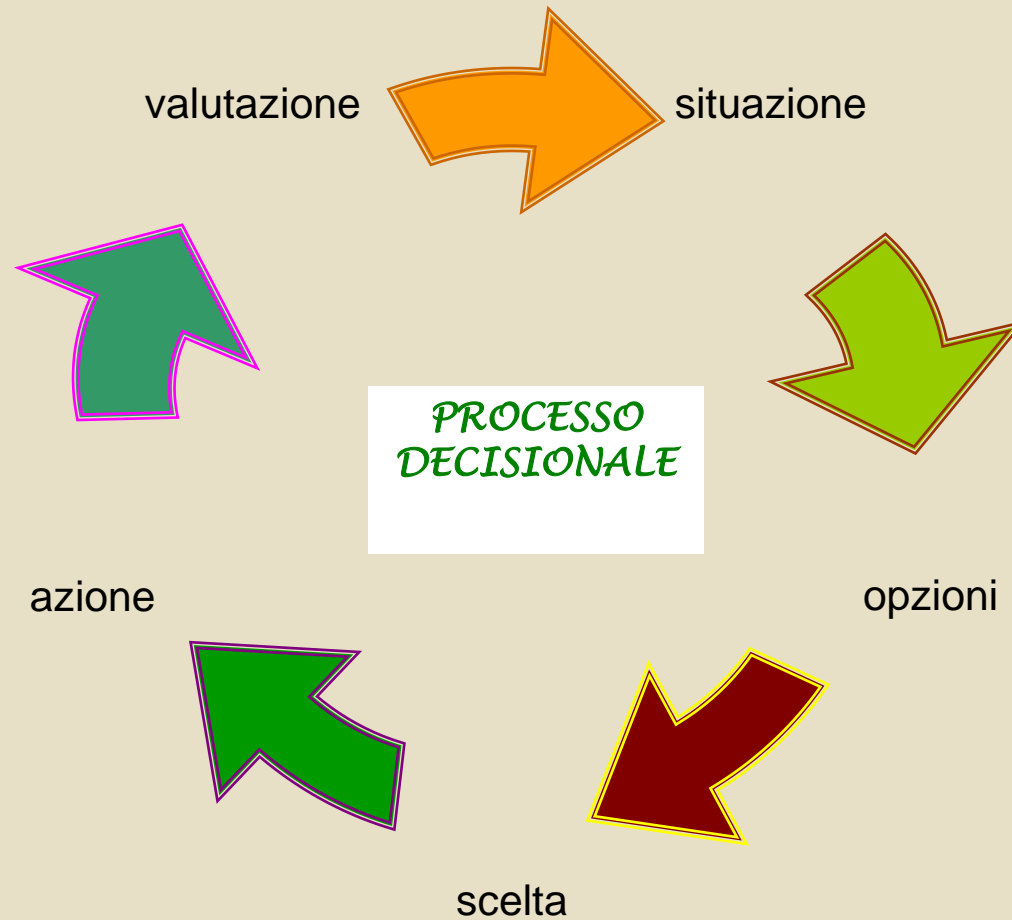 valutazione
situazione
PROCESSO
DECISIONALE
azione
opzioni
scelta